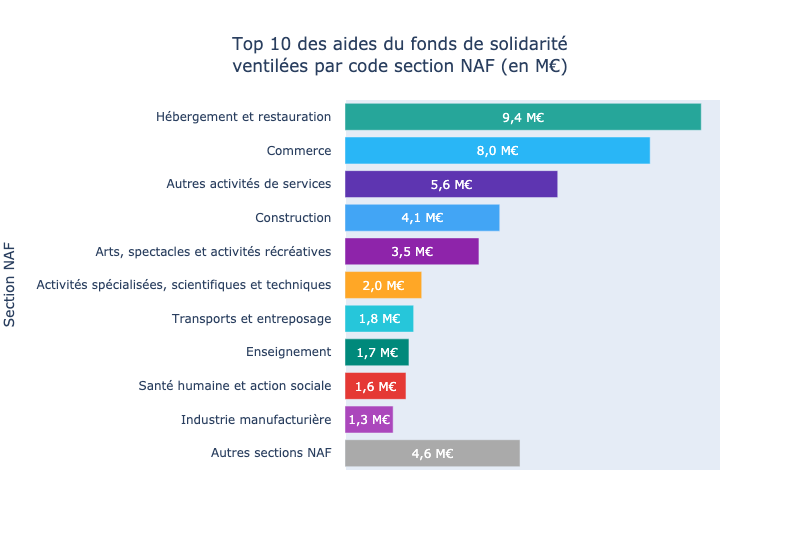 Top 10 des aides du fonds de solidarité
ventilées par code section NAF (en M€)
Section NAF
Hébergement et restauration 9,4 M€
Commerce 8,0 M€
Autres activités de services 5,6 M€
Construction 4,1 M€
Arts, spectacles et activités récréatives 3,5 M€
Activités spécialisées, scientifiques et techniques 2,0 M€
Transports et entreposage 1,8 M€
Enseignement 1,7 M€
Santé humaine et action sociale 1,6 M€
Industrie manufacturière 1,3 M€
Autres sections NAF 4,6 M€